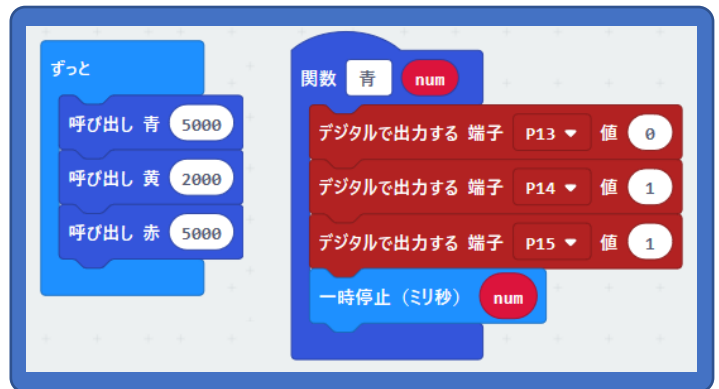 ずっと
呼び出し 青 5000
呼び出し 黄 2000
呼び出し 赤 5000
関数 青 num
デジタルで出力する 端子 P13 値 0
デジタルで出力する 端子 P14 値 1
デジタルで出力する 端子 P15 値 1
一時停止（ミリ秒） num